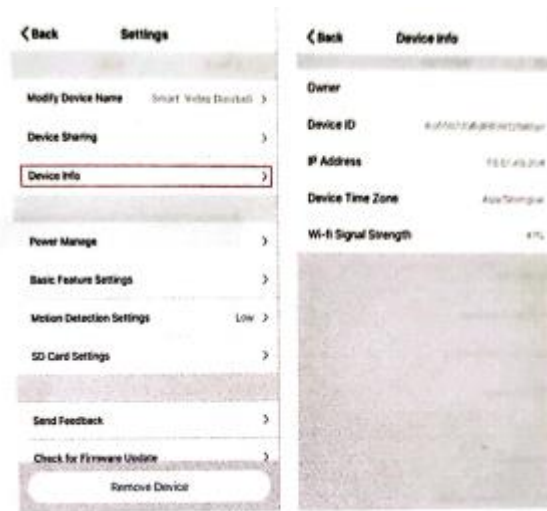 Back Settings
Modify Device Name Smart Video Doorbell
Device Sharing
Device Info
Power Manage
Basic Feature Settings
Motion Detection Settings Low
SD Card Settings
Send Feedback
Check for Firmware Update
Remove Device
Back Device Info
Owner
Device ID
IP Address
Device Time Zone
Wi-fi Signal Strength